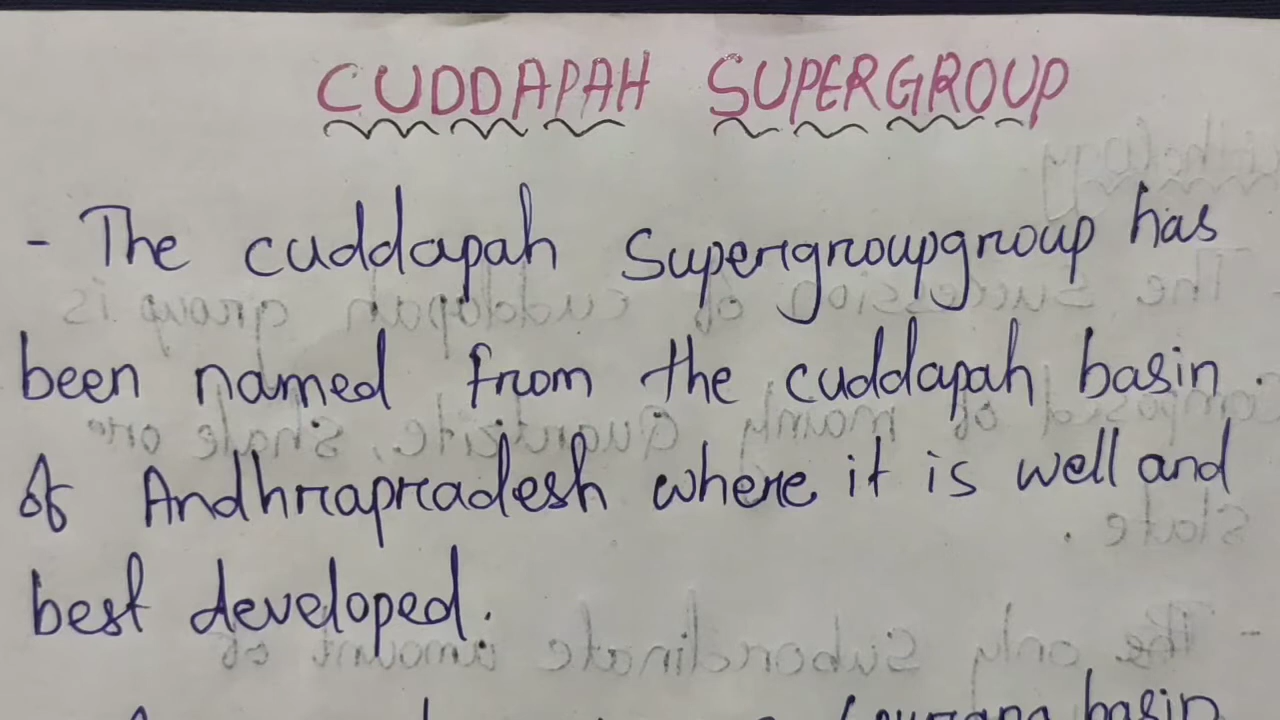 CUDDAPAH SUPERGROUP
- The cuddapah Supergroupgroup has
been named from the cuddapah basin
of Andhrapradesh where it is well and
best developed.
basin